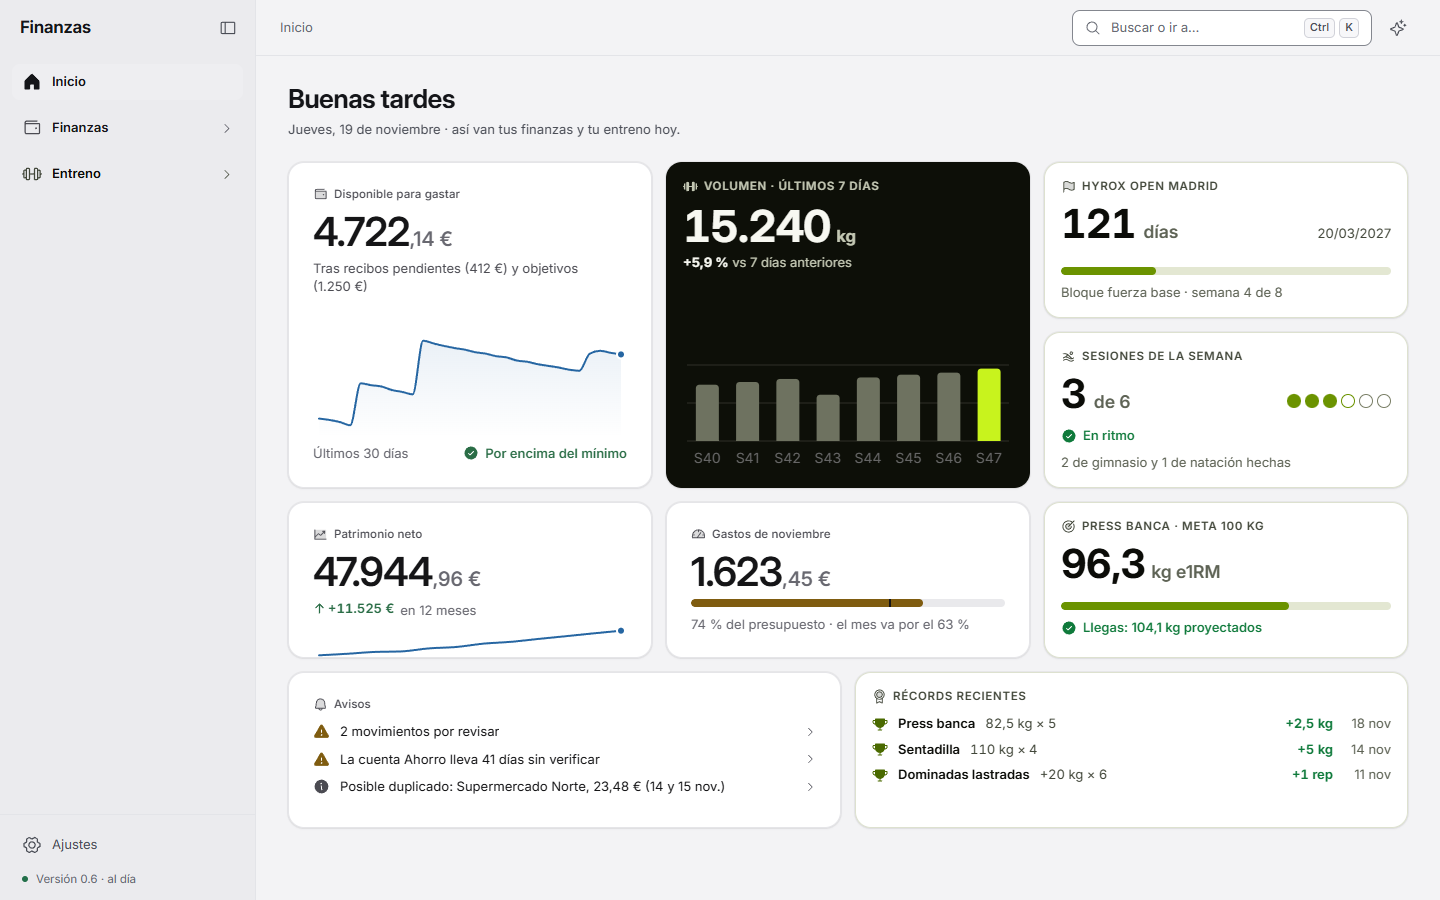 Finanzas
Inicio
Finanzas
Entreno
Ajustes
Versión 0.6 · al día
Inicio
Buscar o ir a...
Ctrl K
Buenas tardes
Jueves, 19 de noviembre · así van tus finanzas y tu entreno hoy.
Disponible para gastar
4.722,14 €
Tras recibos pendientes (412 €) y objetivos
(1.250 €)
Últimos 30 días
Por encima del mínimo
VOLUMEN · ÚLTIMOS 7 DÍAS
15.240 kg
+5,9 % vs 7 días anteriores
S40 S41 S42 S43 S44 S45 S46 S47
HYROX OPEN MADRID
121 días
20/03/2027
Bloque fuerza base · semana 4 de 8
SESIONES DE LA SEMANA
3 de 6
En ritmo
2 de gimnasio y 1 de natación hechas
Patrimonio neto
47.944,96 €
+11.525 € en 12 meses
Gastos de noviembre
1.623,45 €
74 % del presupuesto · el mes va por el 63 %
PRESS BANCA · META 100 KG
96,3 kg e1RM
Llegas: 104,1 kg proyectados
Avisos
2 movimientos por revisar
La cuenta Ahorro lleva 41 días sin verificar
Posible duplicado: Supermercado Norte, 23,48 € (14 y 15 nov.)
RÉCORDS RECIENTES
Press banca 82,5 kg × 5 +2,5 kg 18 nov
Sentadilla 110 kg × 4 +5 kg 14 nov
Dominadas lastradas +20 kg × 6 +1 rep 11 nov